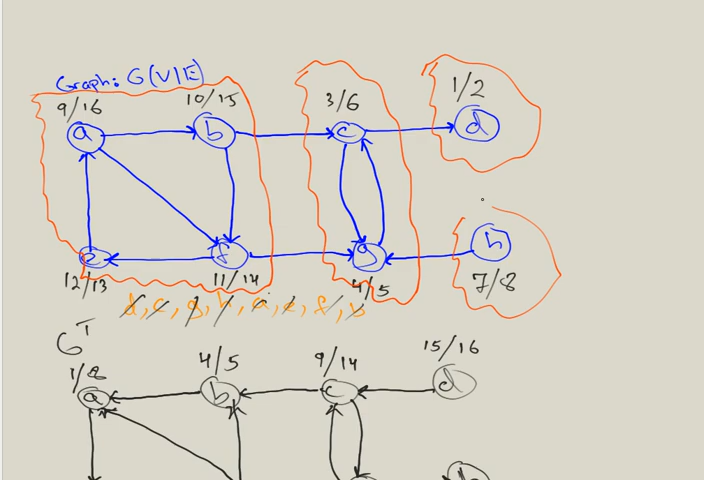 Graph: G(V|E)
9/16 10/15 3/6 1/2
a b c d
e f g h
12/13 11/14 4/5 7/8
d, c, g, h, a, e, f, b
G^T
1/8 4/5 9/14 15/16
a b c d